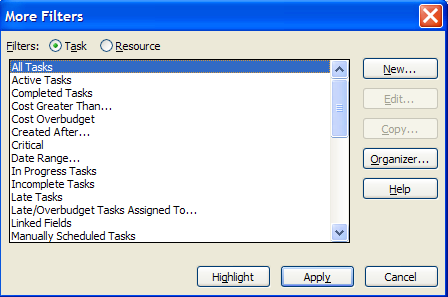 More Filters
Filters: Task Resource
All Tasks
Active Tasks
Completed Tasks
Cost Greater Than...
Cost Overbudget
Created After...
Critical
Date Range...
In Progress Tasks
Incomplete Tasks
Late Tasks
Late/Overbudget Tasks Assigned To...
Linked Fields
Manually Scheduled Tasks
New...
Edit...
Copy...
Organizer...
Help
Highlight Apply Cancel